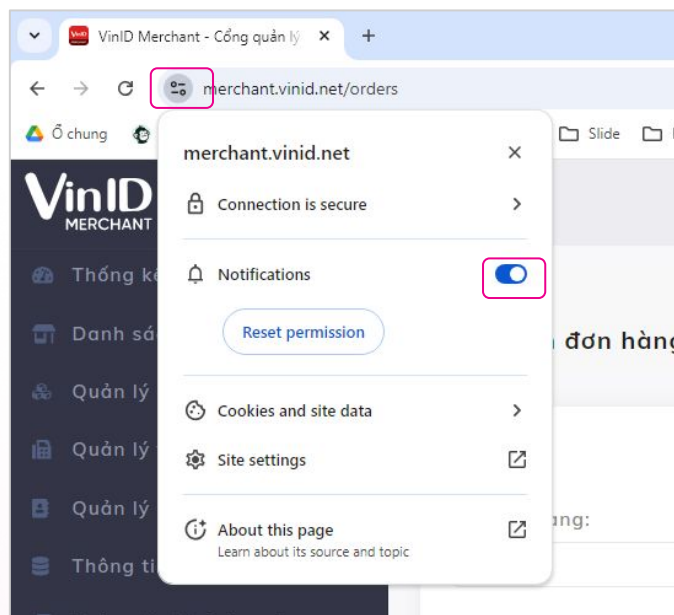 VinID Merchant - Cổng quản lý
merchant.vinid.net/orders
Ổ chung
Slide
merchant.vinid.net
VinID
MERCHANT
Connection is secure
Thống kê
Notifications
Reset permission
Danh sá
đơn hàng
Quản lý
Cookies and site data
Quản lý
Site settings
Quản lý
About this page
Learn about its source and topic
àng:
Thông ti